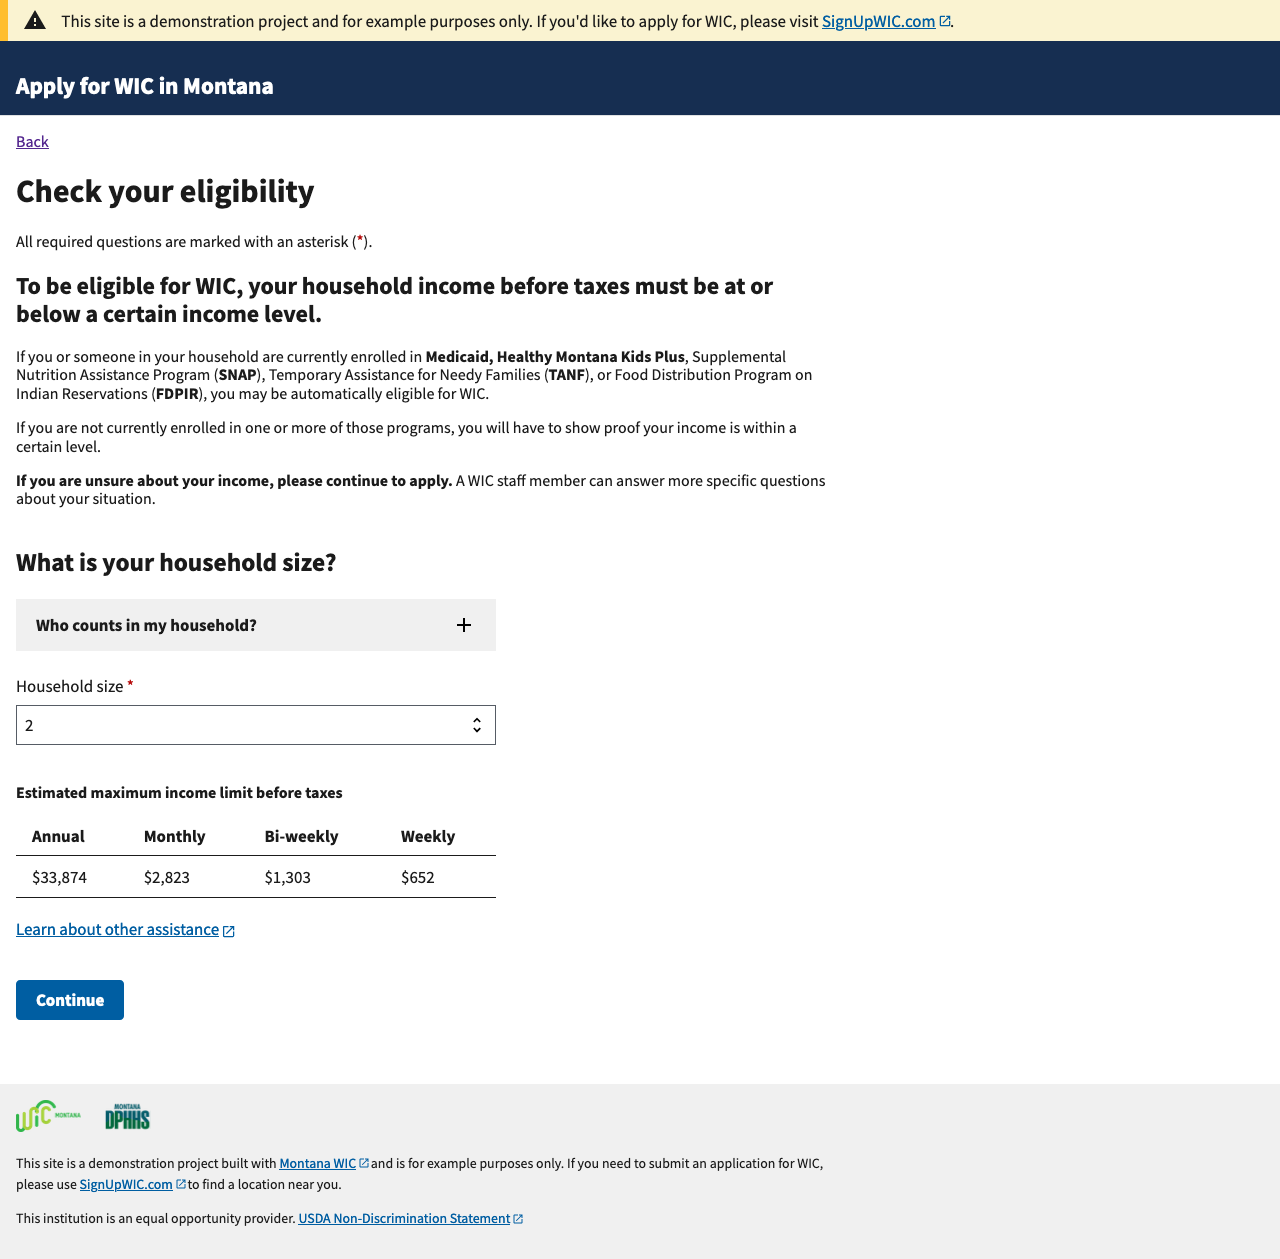 This site is a demonstration project and for example purposes only. If you'd like to apply for WIC, please visit SignUpWIC.com.
Apply for WIC in Montana
Back
Check your eligibility
All required questions are marked with an asterisk (*).
To be eligible for WIC, your household income before taxes must be at or
below a certain income level.
If you or someone in your household are currently enrolled in Medicaid, Healthy Montana Kids Plus, Supplemental
Nutrition Assistance Program (SNAP), Temporary Assistance for Needy Families (TANF), or Food Distribution Program on
Indian Reservations (FDPIR), you may be automatically eligible for WIC.
If you are not currently enrolled in one or more of those programs, you will have to show proof your income is within a
certain level.
If you are unsure about your income, please continue to apply. A WIC staff member can answer more specific questions
about your situation.
What is your household size?
Who counts in my household?
Household size *
2
Estimated maximum income limit before taxes
Annual Monthly Bi-weekly Weekly
$33,874 $2,823 $1,303 $652
Learn about other assistance
Continue
WIC MONTANA
MONTANA
DPHHS
This site is a demonstration project built with Montana WIC and is for example purposes only. If you need to submit an application for WIC,
please use SignUpWIC.com to find a location near you.
This institution is an equal opportunity provider. USDA Non-Discrimination Statement